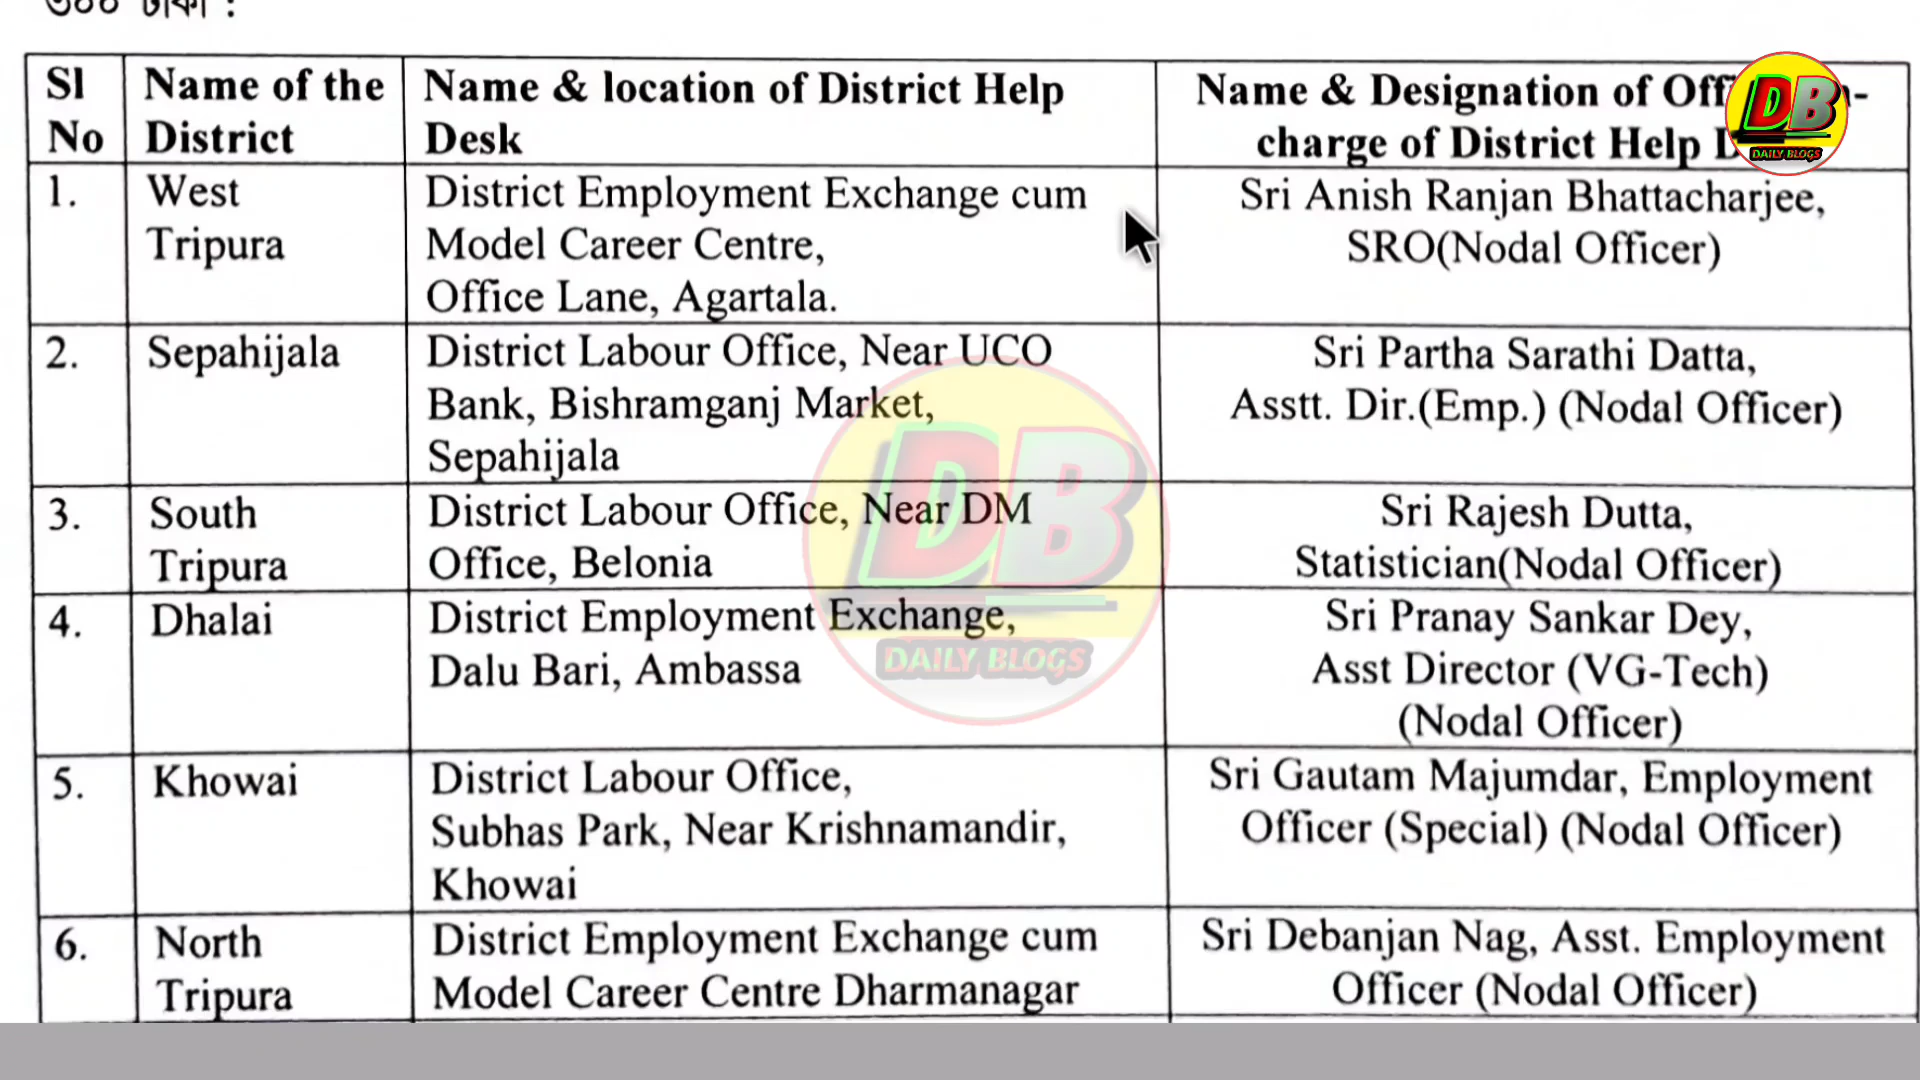 ৩০০ টাকা :
Sl No
Name of the District
Name & location of District Help Desk
Name & Designation of
charge of District Help
DB
DAILY BLOGS
1.
West Tripura
District Employment Exchange cum
Model Career Centre,
Office Lane, Agartala.
Sri Anish Ranjan Bhattacharjee,
SRO(Nodal Officer)
2.
Sepahijala
District Labour Office, Near UCO
Bank, Bishramganj Market,
Sepahijala
Sri Partha Sarathi Datta,
Asstt. Dir.(Emp.) (Nodal Officer)
3.
South Tripura
District Labour Office, Near DM
Office, Belonia
Sri Rajesh Dutta,
Statistician(Nodal Officer)
4.
Dhalai
District Employment Exchange,
Dalu Bari, Ambassa
Sri Pranay Sankar Dey,
Asst Director (VG-Tech)
(Nodal Officer)
DB
DAILY BLOGS
5.
Khowai
District Labour Office,
Subhas Park, Near Krishnamandir,
Khowai
Sri Gautam Majumdar, Employment
Officer (Special) (Nodal Officer)
6.
North Tripura
District Employment Exchange cum
Model Career Centre Dharmanagar
Sri Debanjan Nag, Asst. Employment
Officer (Nodal Officer)